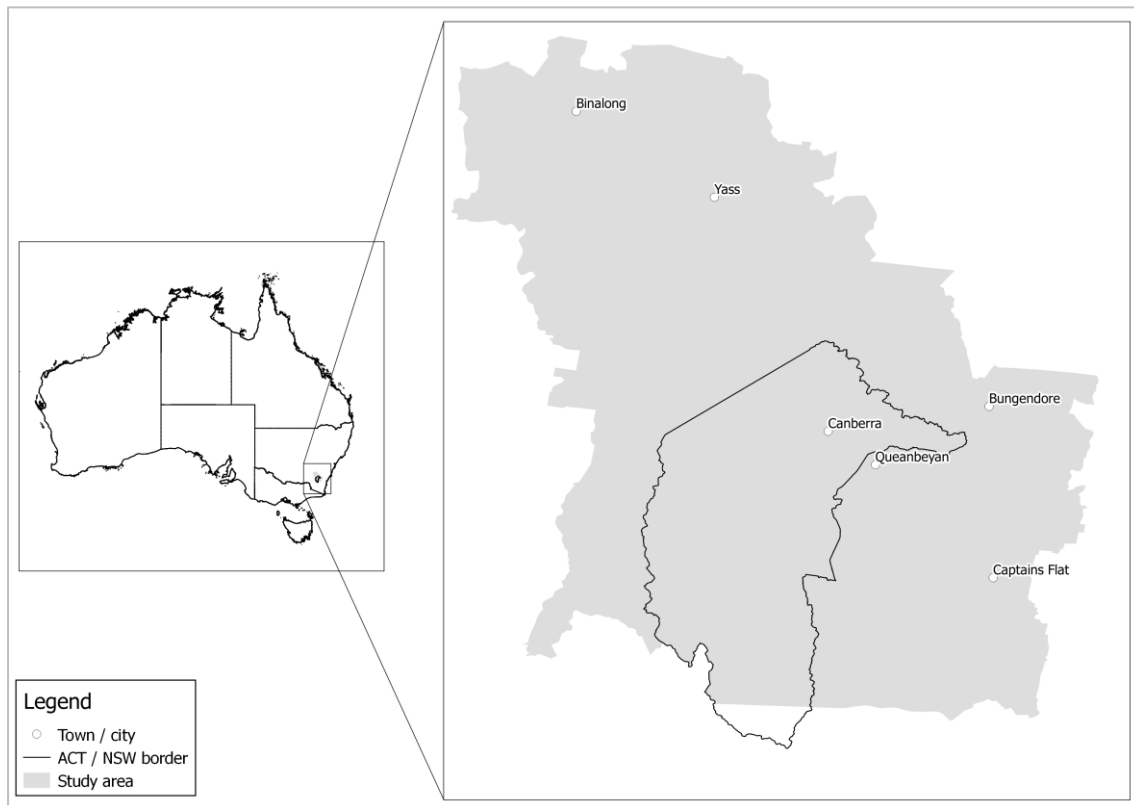 Binalong
Yass
Bungendore
Canberra
Queanbeyan
Captains Flat
Legend
Town / city
ACT / NSW border
Study area